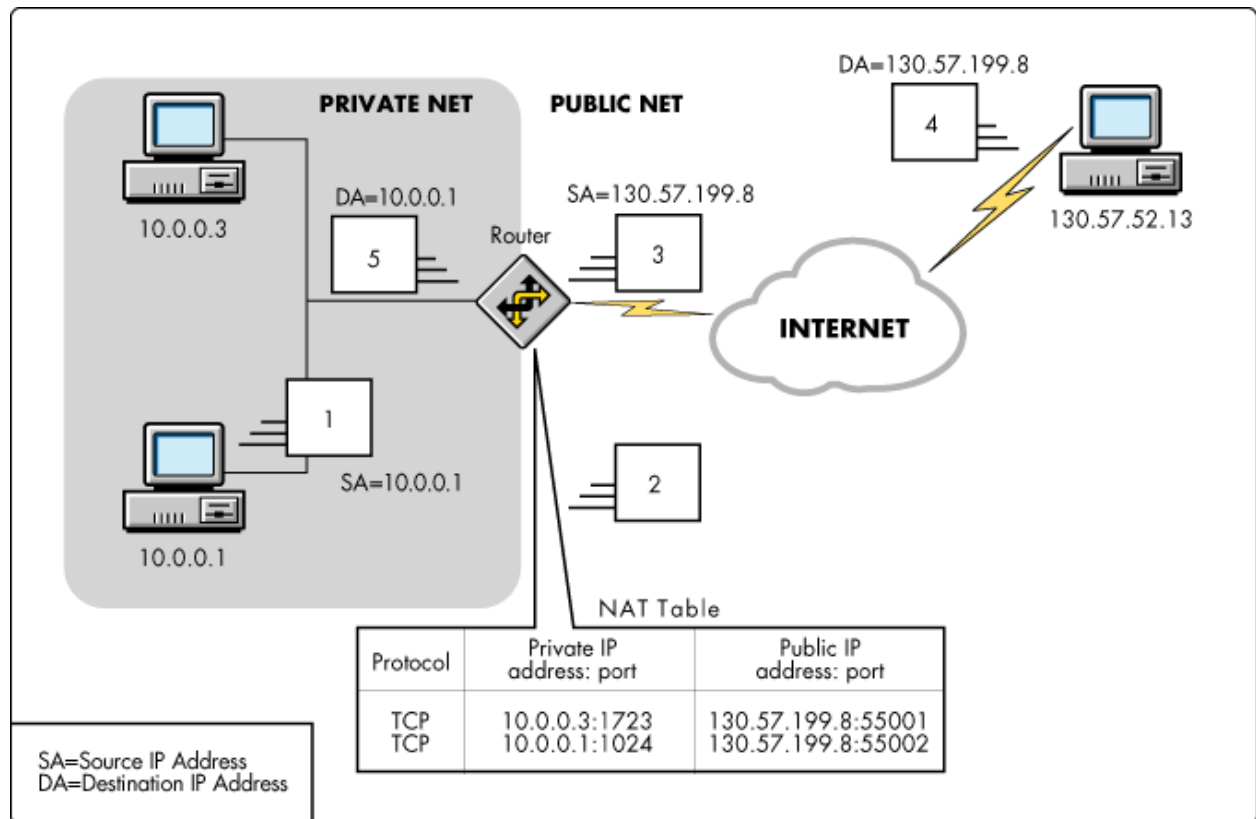 DA=130.57.199.8
PRIVATE NET
PUBLIC NET
4
DA=10.0.0.1
SA=130.57.199.8
10.0.0.3
130.57.52.13
Router
5
3
INTERNET
1
SA=10.0.0.1
2
10.0.0.1
NAT Table
Protocol
Private IP
address: port
Public IP
address: port
TCP 10.0.0.3:1723 130.57.199.8:55001
TCP 10.0.0.1:1024 130.57.199.8:55002
SA=Source IP Address
DA=Destination IP Address